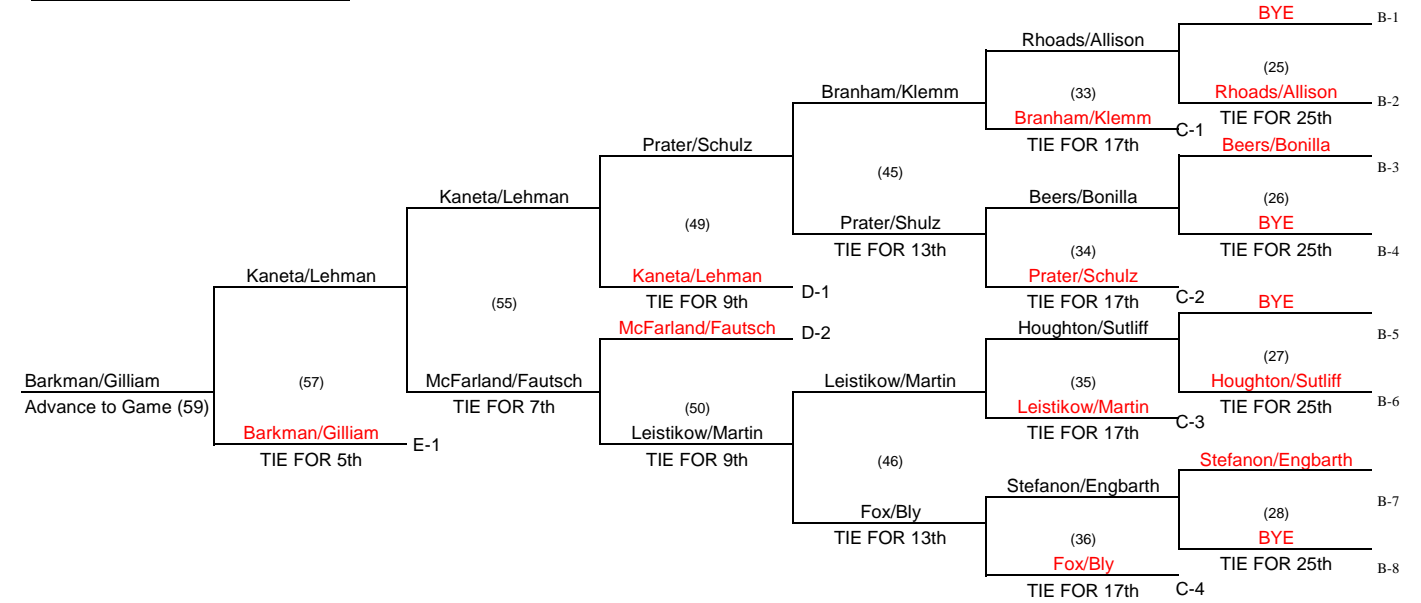 BYE
B-1
Rhoads/Allison
(25)
Branham/Klemm
(33)
Rhoads/Allison
B-2
Branham/Klemm
TIE FOR 25th
C-1
Prater/Schulz
TIE FOR 17th
Beers/Bonilla
B-3
(45)
Kaneta/Lehman
Beers/Bonilla
(26)
(49)
Prater/Shulz
BYE
TIE FOR 13th
(34)
TIE FOR 25th
B-4
Kaneta/Lehman
Kaneta/Lehman
Prater/Schulz
D-1
C-2
(55)
TIE FOR 9th
TIE FOR 17th
BYE
McFarland/Fautsch
D-2
Houghton/Sutliff
B-5
(27)
Barkman/Gilliam
(57)
McFarland/Fautsch
Leistikow/Martin
(35)
Houghton/Sutliff
B-6
Advance to Game (59)
TIE FOR 7th
(50)
Leistikow/Martin
TIE FOR 25th
C-3
Barkman/Gilliam
E-1
Leistikow/Martin
TIE FOR 17th
TIE FOR 5th
TIE FOR 9th
(46)
Stefanon/Engbarth
Stefanon/Engbarth
B-7
Fox/Bly
(28)
TIE FOR 13th
(36)
BYE
Fox/Bly
TIE FOR 25th
B-8
TIE FOR 17th
C-4